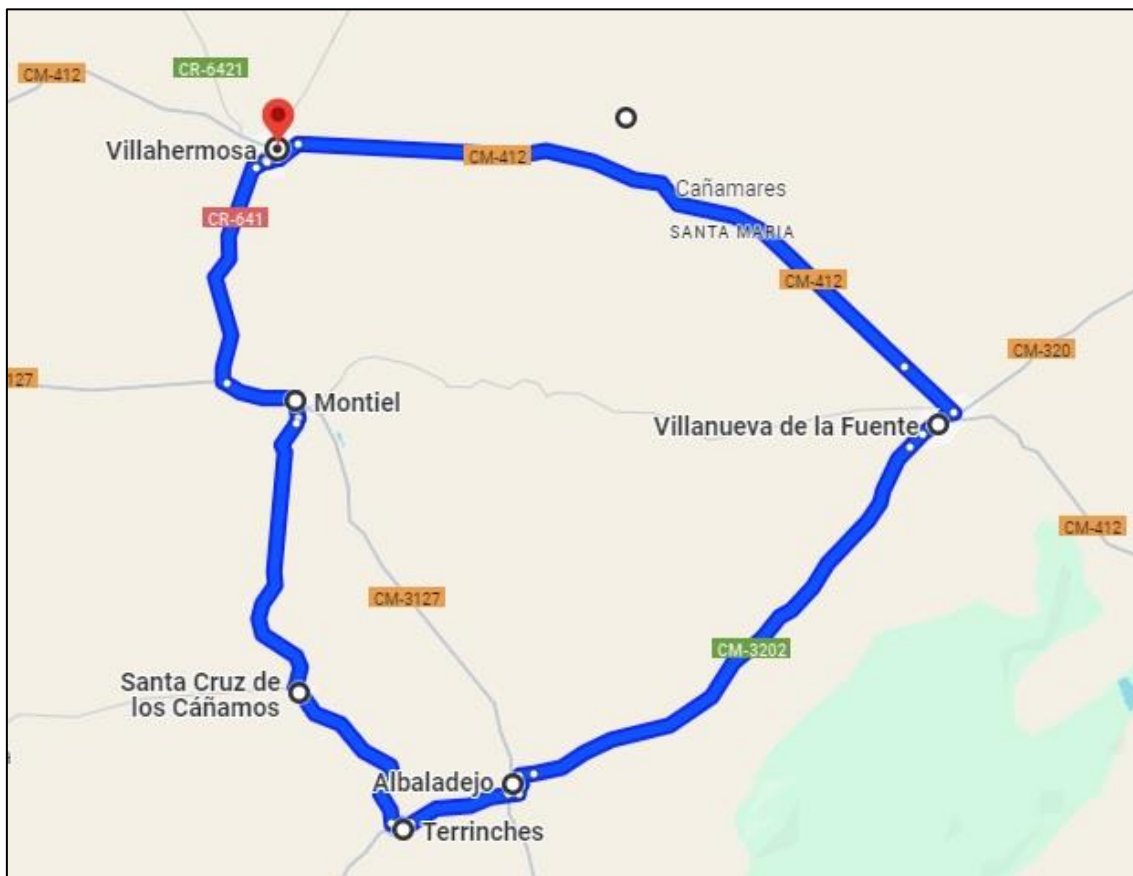 CR-6421
CM-412
Villahermosa
CM-412
Cañamares
CR-641
SANTA MARIA
CM-412
CM-320
127
Montiel
Villanueva de la Fuente
CM-412
CM-3127
CM-3202
Santa Cruz de
los Cáñamos
Albaladejo
Terrinches